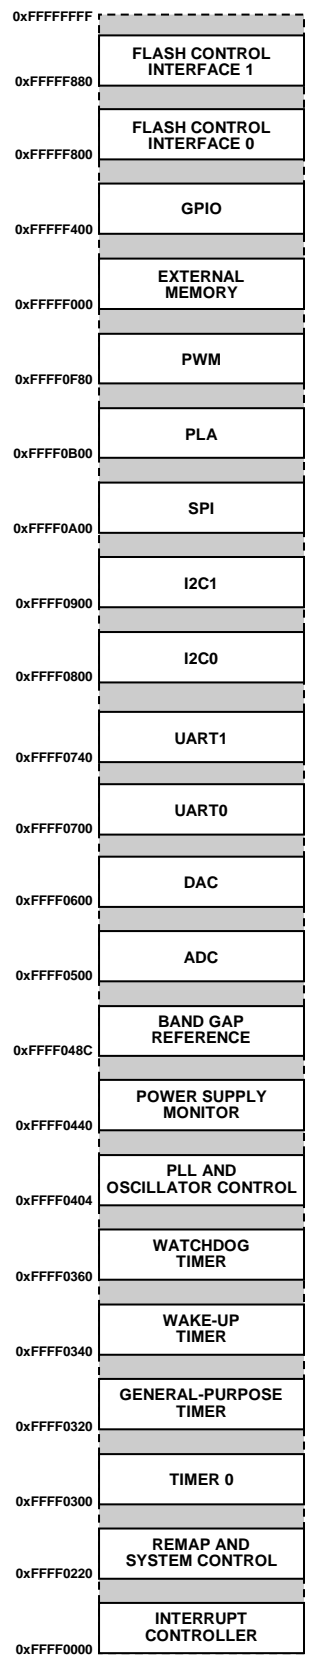 0xFFFFFFFF
FLASH CONTROL
INTERFACE 1
0xFFFFF880
FLASH CONTROL
INTERFACE 0
0xFFFFF800
GPIO
0xFFFFF400
EXTERNAL
MEMORY
0xFFFFF000
PWM
0xFFFF0F80
PLA
0xFFFF0B00
SPI
0xFFFF0A00
I2C1
0xFFFF0900
I2C0
0xFFFF0800
UART1
0xFFFF0740
UART0
0xFFFF0700
DAC
0xFFFF0600
ADC
0xFFFF0500
BAND GAP
REFERENCE
0xFFFF048C
POWER SUPPLY
MONITOR
0xFFFF0440
PLL AND
OSCILLATOR CONTROL
0xFFFF0404
WATCHDOG
TIMER
0xFFFF0360
WAKE-UP
TIMER
0xFFFF0340
GENERAL-PURPOSE
TIMER
0xFFFF0320
TIMER 0
0xFFFF0300
REMAP AND
SYSTEM CONTROL
0xFFFF0220
INTERRUPT
CONTROLLER
0xFFFF0000